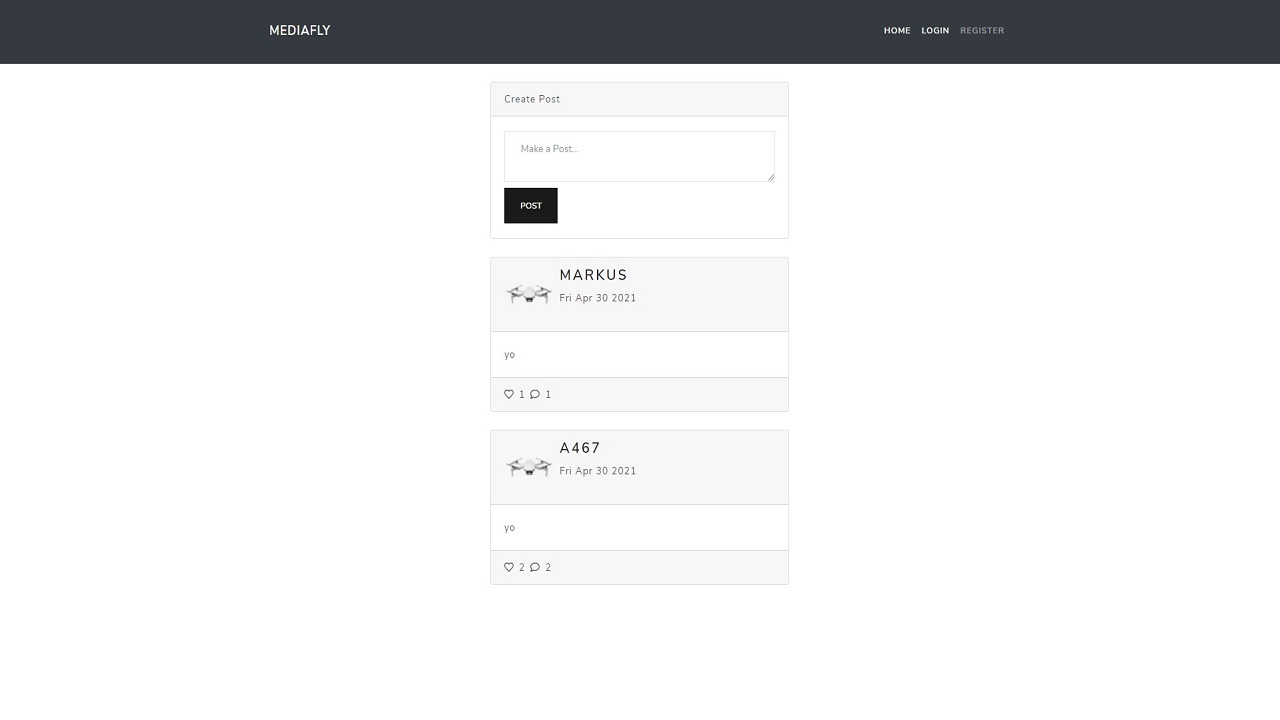 MEDIAFLY
HOME LOGIN REGISTER
Create Post
Make a Post...
POST
MARKUS
Fri Apr 30 2021
yo
1 1
A467
Fri Apr 30 2021
yo
2 2